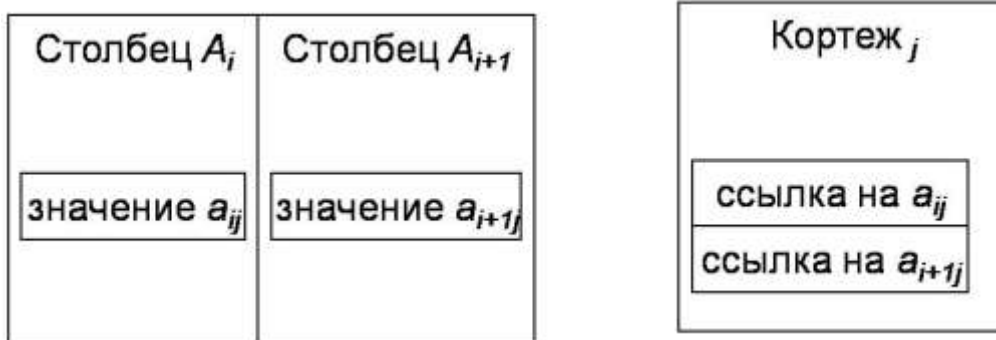 Столбец Ai
Столбец Ai+1
значение aij
значение ai+1j
Кортеж j
ссылка на aij
ссылка на ai+1j